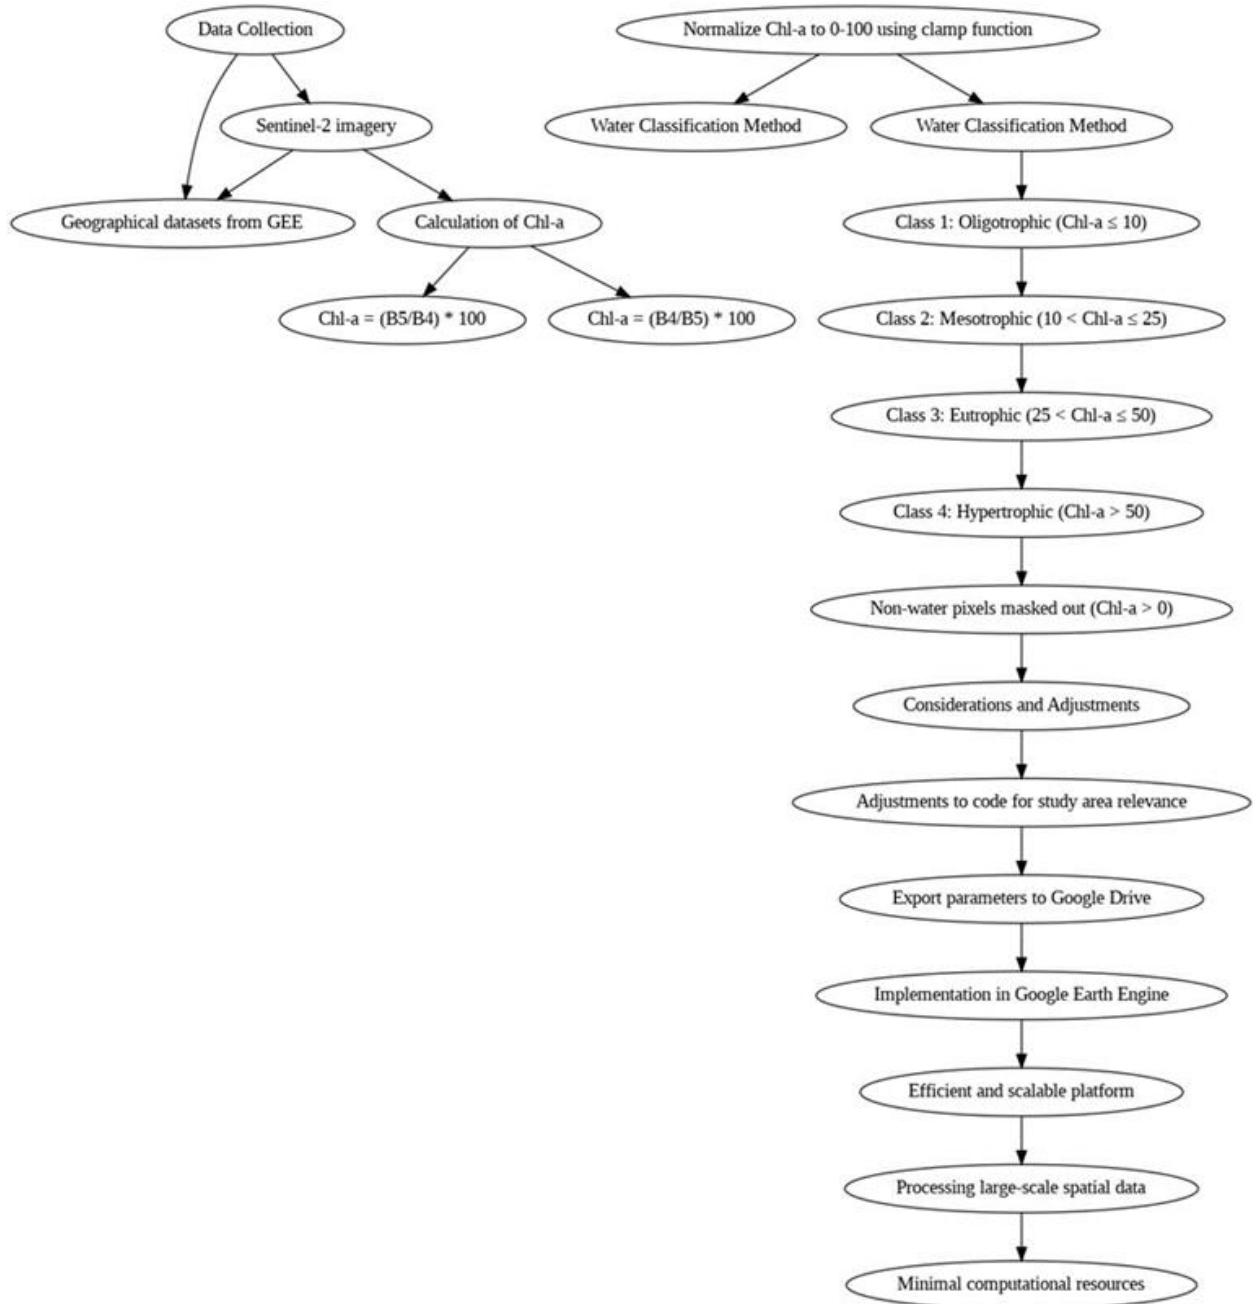 Data Collection
Normalize Chl-a to 0-100 using clamp function
Sentinel-2 imagery
Water Classification Method
Water Classification Method
Geographical datasets from GEE
Calculation of Chl-a
Class 1: Oligotrophic (Chl-a ≤ 10)
Chl-a = (B5/B4) * 100
Chl-a = (B4/B5) * 100
Class 2: Mesotrophic (10 < Chl-a ≤ 25)
Class 3: Eutrophic (25 < Chl-a ≤ 50)
Class 4: Hypertrophic (Chl-a > 50)
Non-water pixels masked out (Chl-a > 0)
Considerations and Adjustments
Adjustments to code for study area relevance
Export parameters to Google Drive
Implementation in Google Earth Engine
Efficient and scalable platform
Processing large-scale spatial data
Minimal computational resources